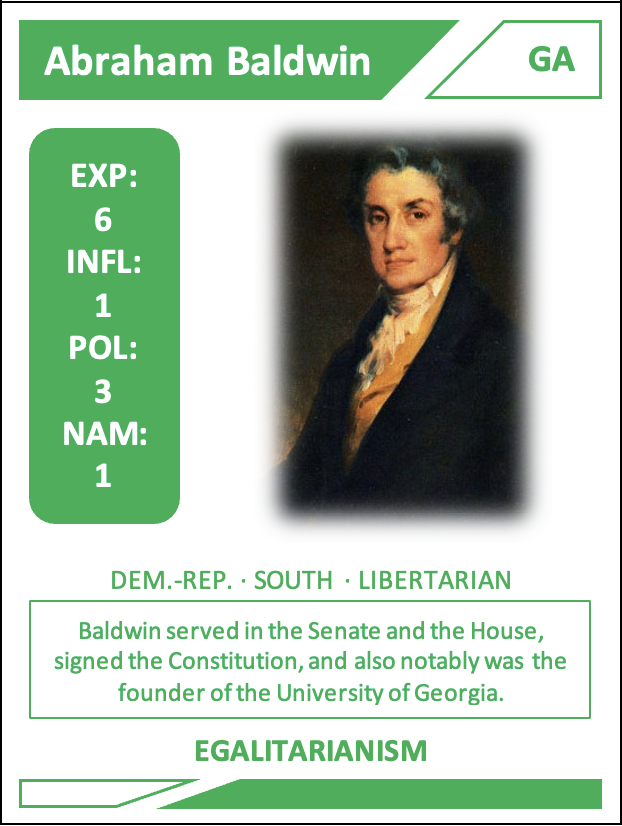 Abraham Baldwin
GA
EXP:
6
INFL:
1
POL:
3
NAM:
1
DEM.-REP. · SOUTH · LIBERTARIAN
Baldwin served in the Senate and the House,
signed the Constitution, and also notably was the
founder of the University of Georgia.
EGALITARIANISM